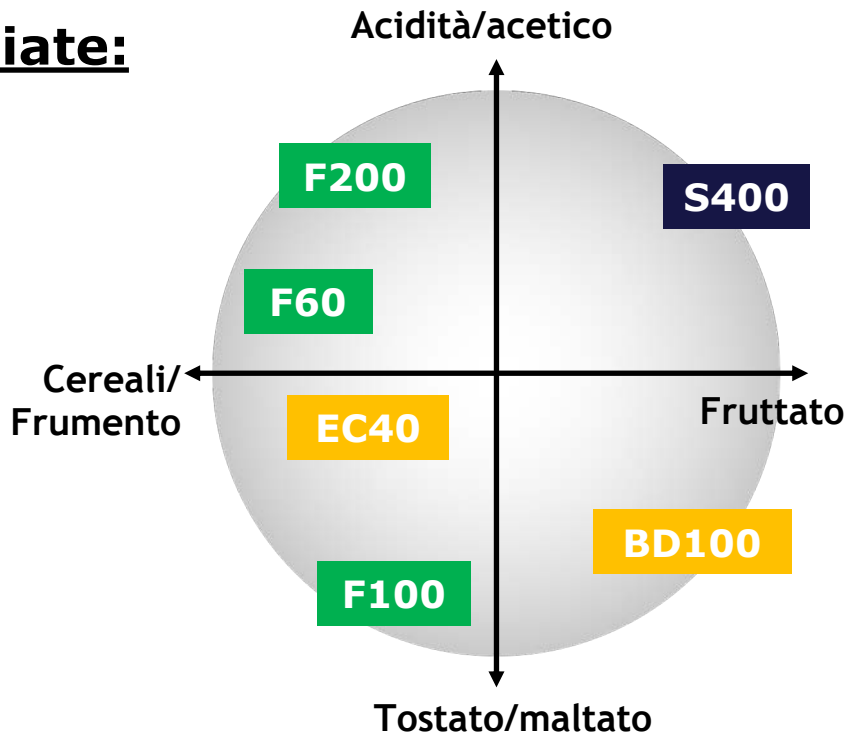 iate:
Acidità/acetico
F200
S400
F60
Cereali/
Frumento
Fruttato
EC40
BD100
F100
Tostato/maltato